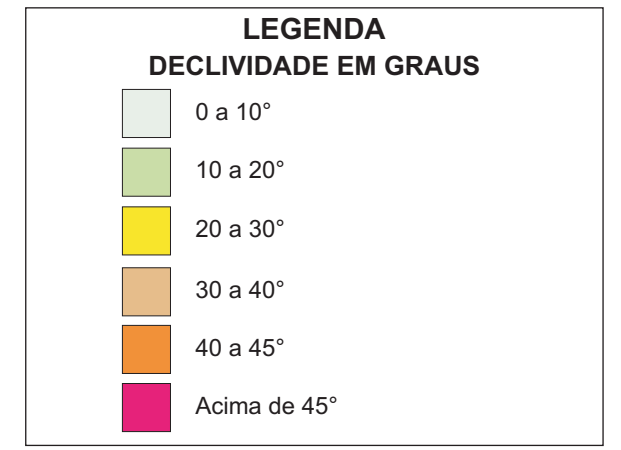 LEGENDA
DECLIVIDADE EM GRAUS
0 a 10°
10 a 20°
20 a 30°
30 a 40°
40 a 45°
Acima de 45°